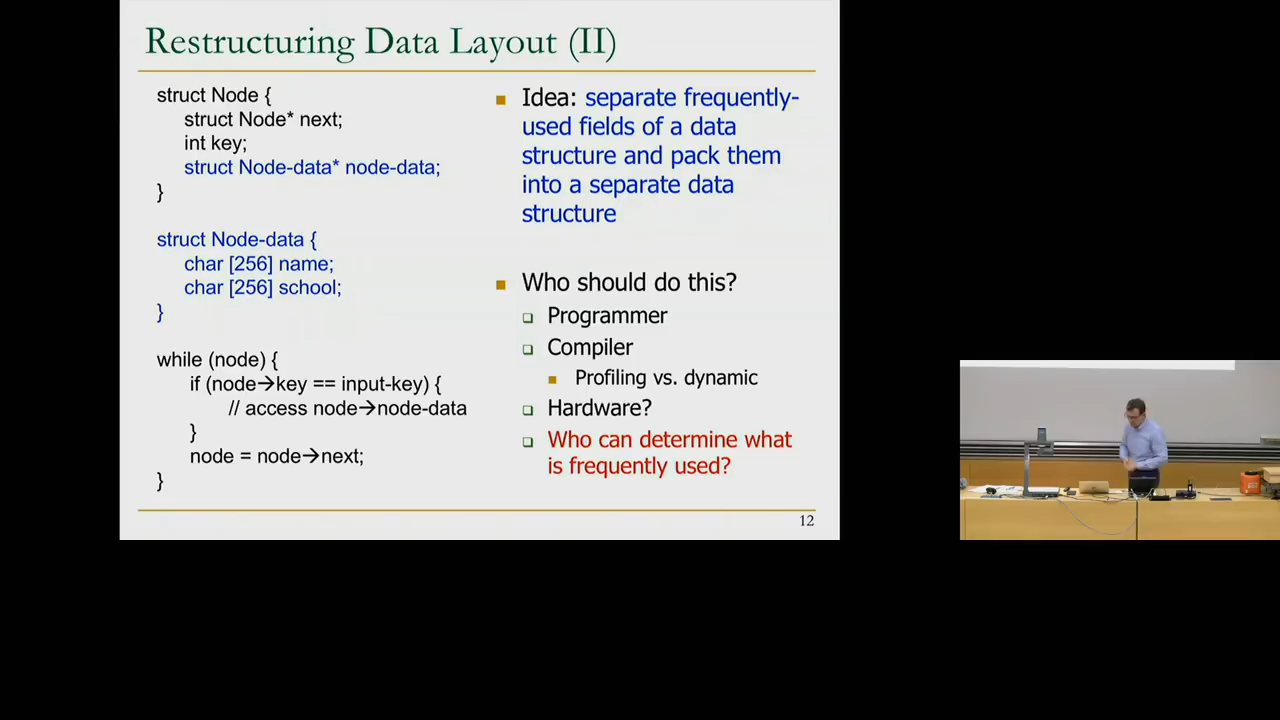 Restructuring Data Layout (II)
struct Node {
struct Node* next;
int key;
struct Node-data* node-data;
}
struct Node-data {
char [256] name;
char [256] school;
}
while (node) {
if (node→key == input-key) {
// access node→node-data
}
node = node→next;
}
Idea: separate frequently-
used fields of a data
structure and pack them
into a separate data
structure
Who should do this?
Programmer
Compiler
Profiling vs. dynamic
Hardware?
Who can determine what
is frequently used?
12